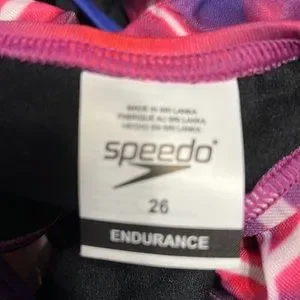 MADE IN SRI LANKA
FABRIQUÉ AU SRI LANKA
HECHO EN SRI LANKA
speedo
26
ENDURANCE